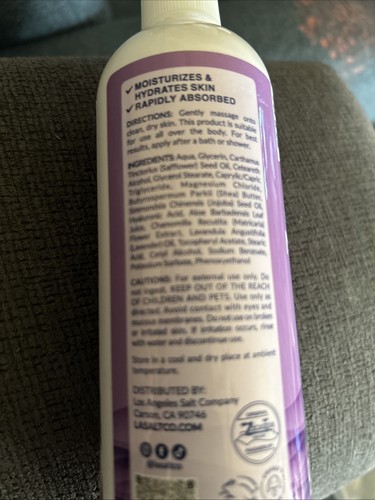 ✓ MOISTURIZES &
HYDRATES SKIN
✓ RAPIDLY ABSORBED
DIRECTIONS: Gently massage onto
clean, dry skin. This product is suitable
for use all over the body. For best
results, apply after a bath or shower.
INGREDIENTS: Aqua, Glycerin, Carthamus
Tinctorius (Safflower) Seed Oil, Cetearyl
Alcohol, Glyceryl Stearate, Caprylic/Capric
Triglyceride, Magnesium Chloride,
Butyrospermum Parkii (Shea) Butter,
Simmondsia Chinensis (Jojoba) Seed Oil,
Hyaluronic Acid, Aloe Barbadensis Leaf
Juice, Chamomilla Recutita (Matricaria)
Flower Extract, Lavandula Angustifolia
(Lavender) Oil, Tocopheryl Acetate, Stearic
Acid, Cetyl Alcohol, Sodium Benzoate,
Potassium Sorbate, Phenoxyethanol
CAUTIONS: For external use only. Do
not ingest. KEEP OUT OF THE REACH
OF CHILDREN AND PETS. Use only as
directed. Avoid contact with eyes and
mucous membranes. Do not use on broken
or irritated skin. If irritation occurs, rinse
with water and discontinue use.
Store in a cool and dry place at ambient
temperature.
DISTRIBUTED BY:
Los Angeles Salt Company
Carson, CA 90746
LASALTCO.COM